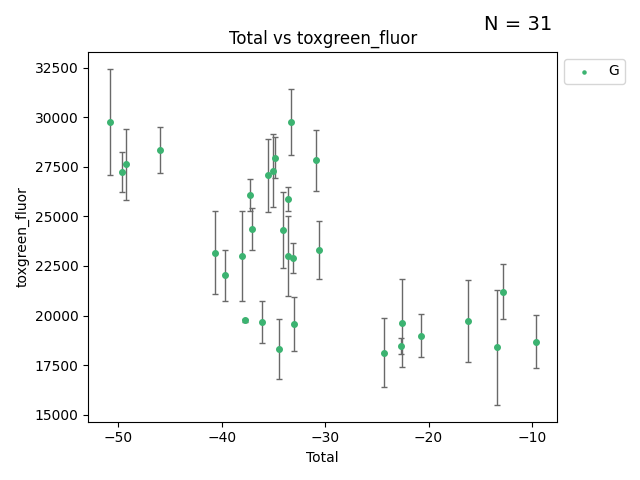 N = 31
Total vs toxgreen_fluor
G
toxgreen_fluor
32500
30000
27500
25000
22500
20000
17500
15000
−50
−40
−30
−20
−10
Total